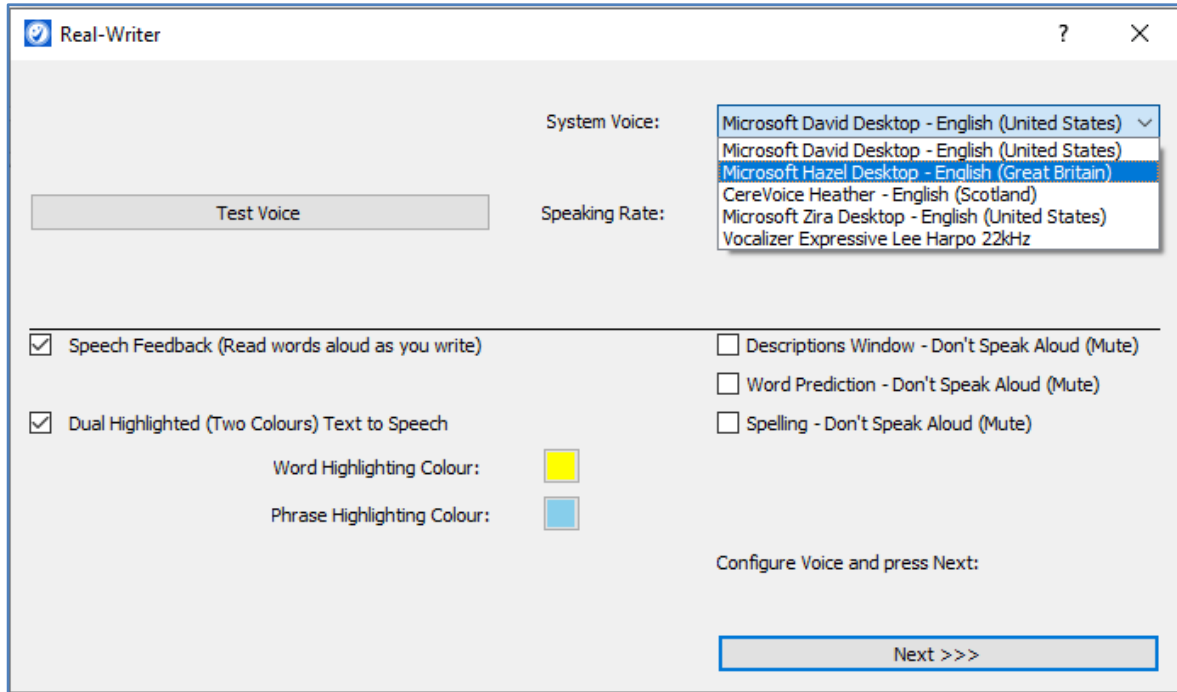 Real-Writer
System Voice:
Microsoft David Desktop - English (United States)
Microsoft David Desktop - English (United States)
Microsoft Hazel Desktop - English (Great Britain)
CereVoice Heather - English (Scotland)
Microsoft Zira Desktop - English (United States)
Vocalizer Expressive Lee Harpo 22kHz
Test Voice
Speaking Rate:
Speech Feedback (Read words aloud as you write)
Descriptions Window - Don't Speak Aloud (Mute)
Word Prediction - Don't Speak Aloud (Mute)
Dual Highlighted (Two Colours) Text to Speech
Spelling - Don't Speak Aloud (Mute)
Word Highlighting Colour:
Phrase Highlighting Colour:
Configure Voice and press Next:
Next >>>